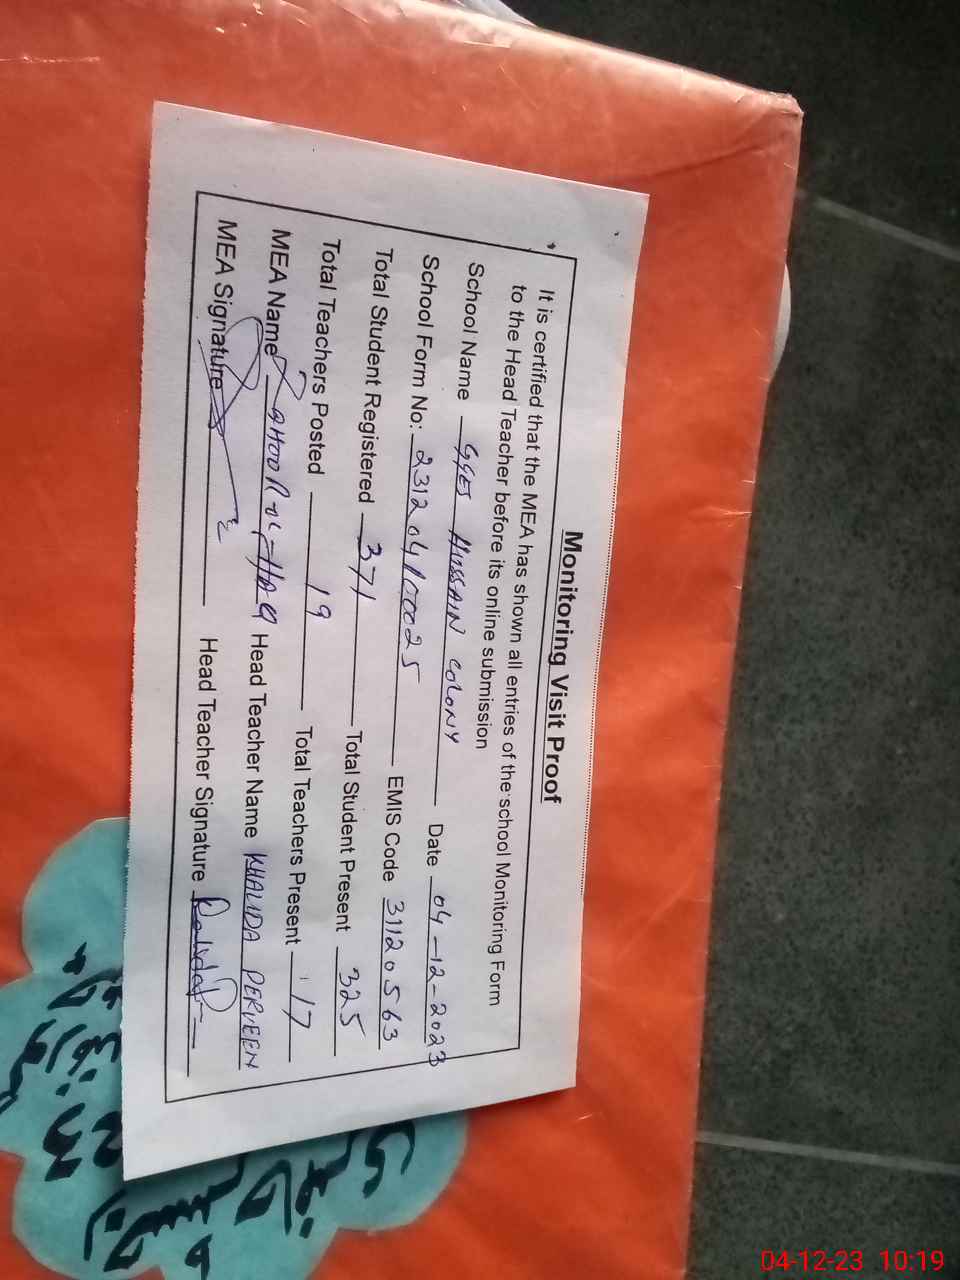 Monitoring Visit Proof
It is certified that the MEA has shown all entries of the school Monitoring Form
to the Head Teacher before its online submission
School Name GGES HUSSAIN COLONY Date 04-12-2023
School Form No: 2312041 0025 EMIS Code 31120563
Total Student Registered 371 Total Student Present 325
Total Teachers Posted 19 Total Teachers Present 17
MEA Name Head Teacher Name KHALIDA PERVEEN
MEA Signature Head Teacher Signature
04-12-23 10:19